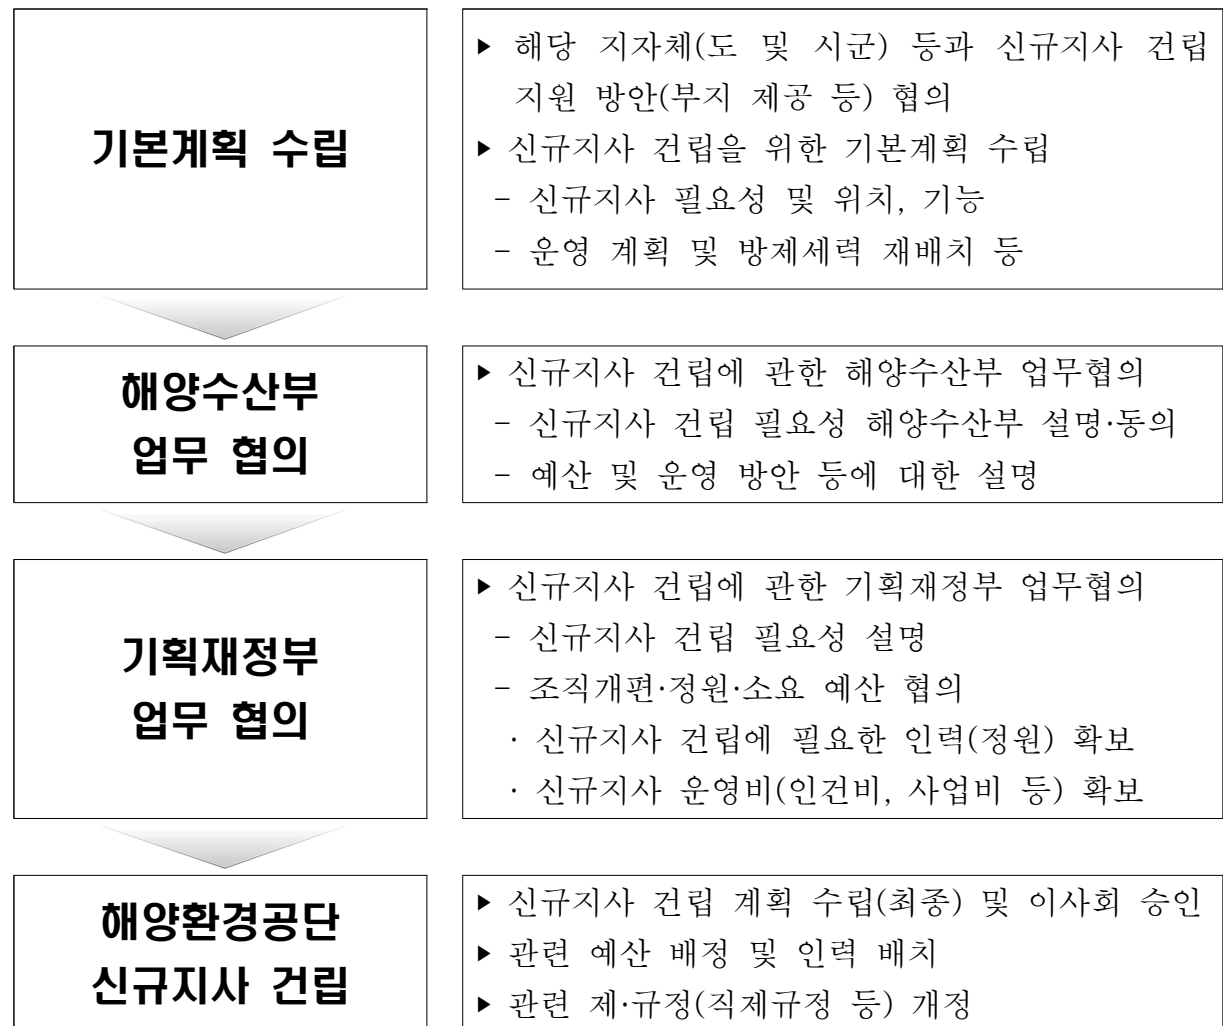 기본계획 수립
▶ 해당 지자체(도 및 시군) 등과 신규지사 건립
지원 방안(부지 제공 등) 협의
▶ 신규지사 건립을 위한 기본계획 수립
- 신규지사 필요성 및 위치, 기능
- 운영 계획 및 방제세력 재배치 등
해양수산부
업무 협의
▶ 신규지사 건립에 관한 해양수산부 업무협의
- 신규지사 건립 필요성 해양수산부 설명·동의
- 예산 및 운영 방안 등에 대한 설명
기획재정부
업무 협의
▶ 신규지사 건립에 관한 기획재정부 업무협의
- 신규지사 건립 필요성 설명
- 조직개편·정원·소요 예산 협의
· 신규지사 건립에 필요한 인력(정원) 확보
· 신규지사 운영비(인건비, 사업비 등) 확보
해양환경공단
신규지사 건립
▶ 신규지사 건립 계획 수립(최종) 및 이사회 승인
▶ 관련 예산 배정 및 인력 배치
▶ 관련 제·규정(직제규정 등) 개정